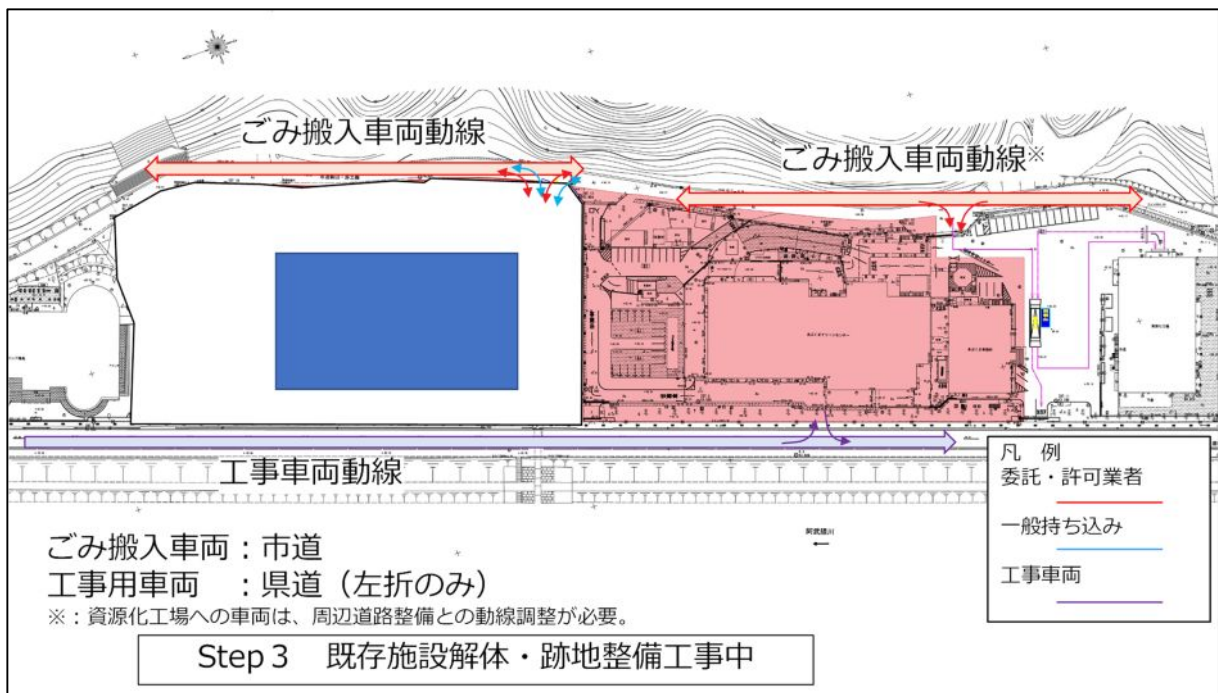 ごみ搬入車両動線
ごみ搬入車両動線※
工事車両動線
阿武隈川
凡 例
委託・許可業者
一般持ち込み
工事車両
ごみ搬入車両：市道
工事用車両 ：県道（左折のみ）
※：資源化工場への車両は、周辺道路整備との動線調整が必要。
Step 3 既存施設解体・跡地整備工事中